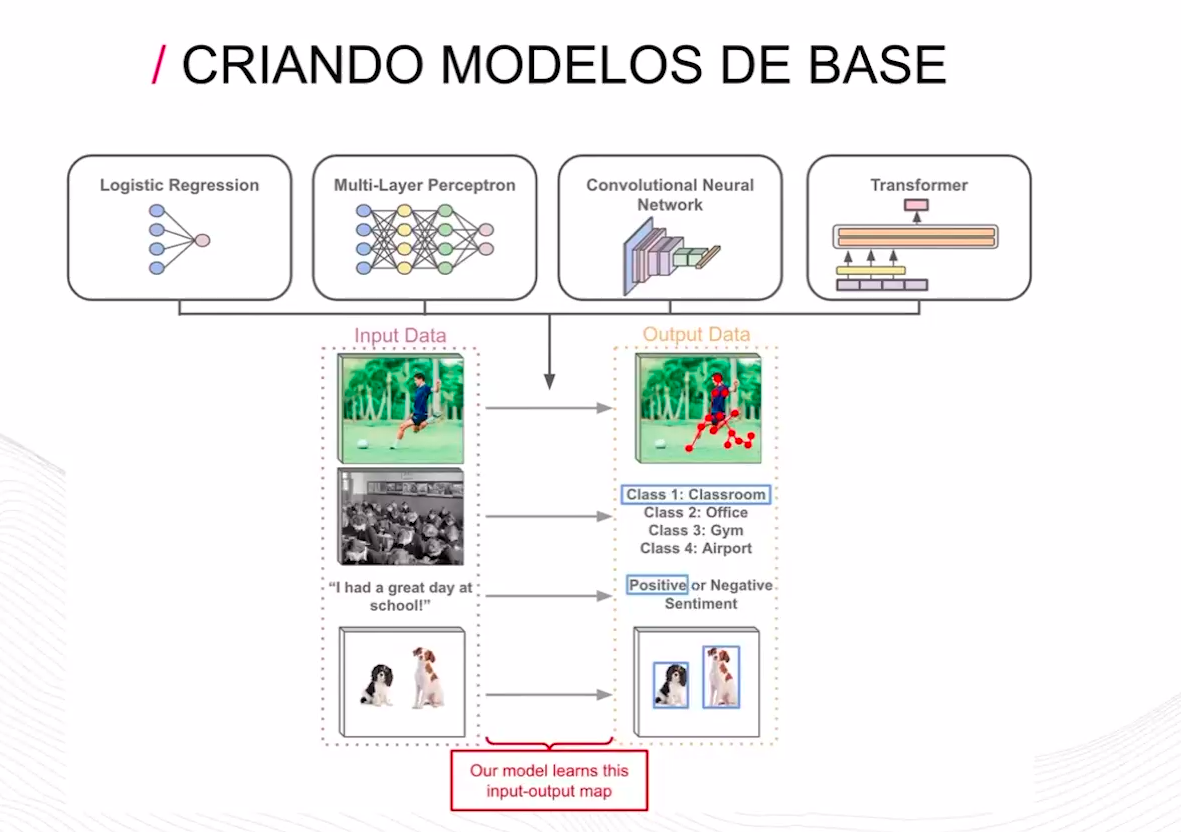 / CRIANDO MODELOS DE BASE
Logistic Regression
Multi-Layer Perceptron
Convolutional Neural
Network
Transformer
Input Data
Output Data
Class 1: Classroom
Class 2: Office
Class 3: Gym
Class 4: Airport
“I had a great day at
school!”
Positive or Negative
Sentiment
Our model learns this
input-output map